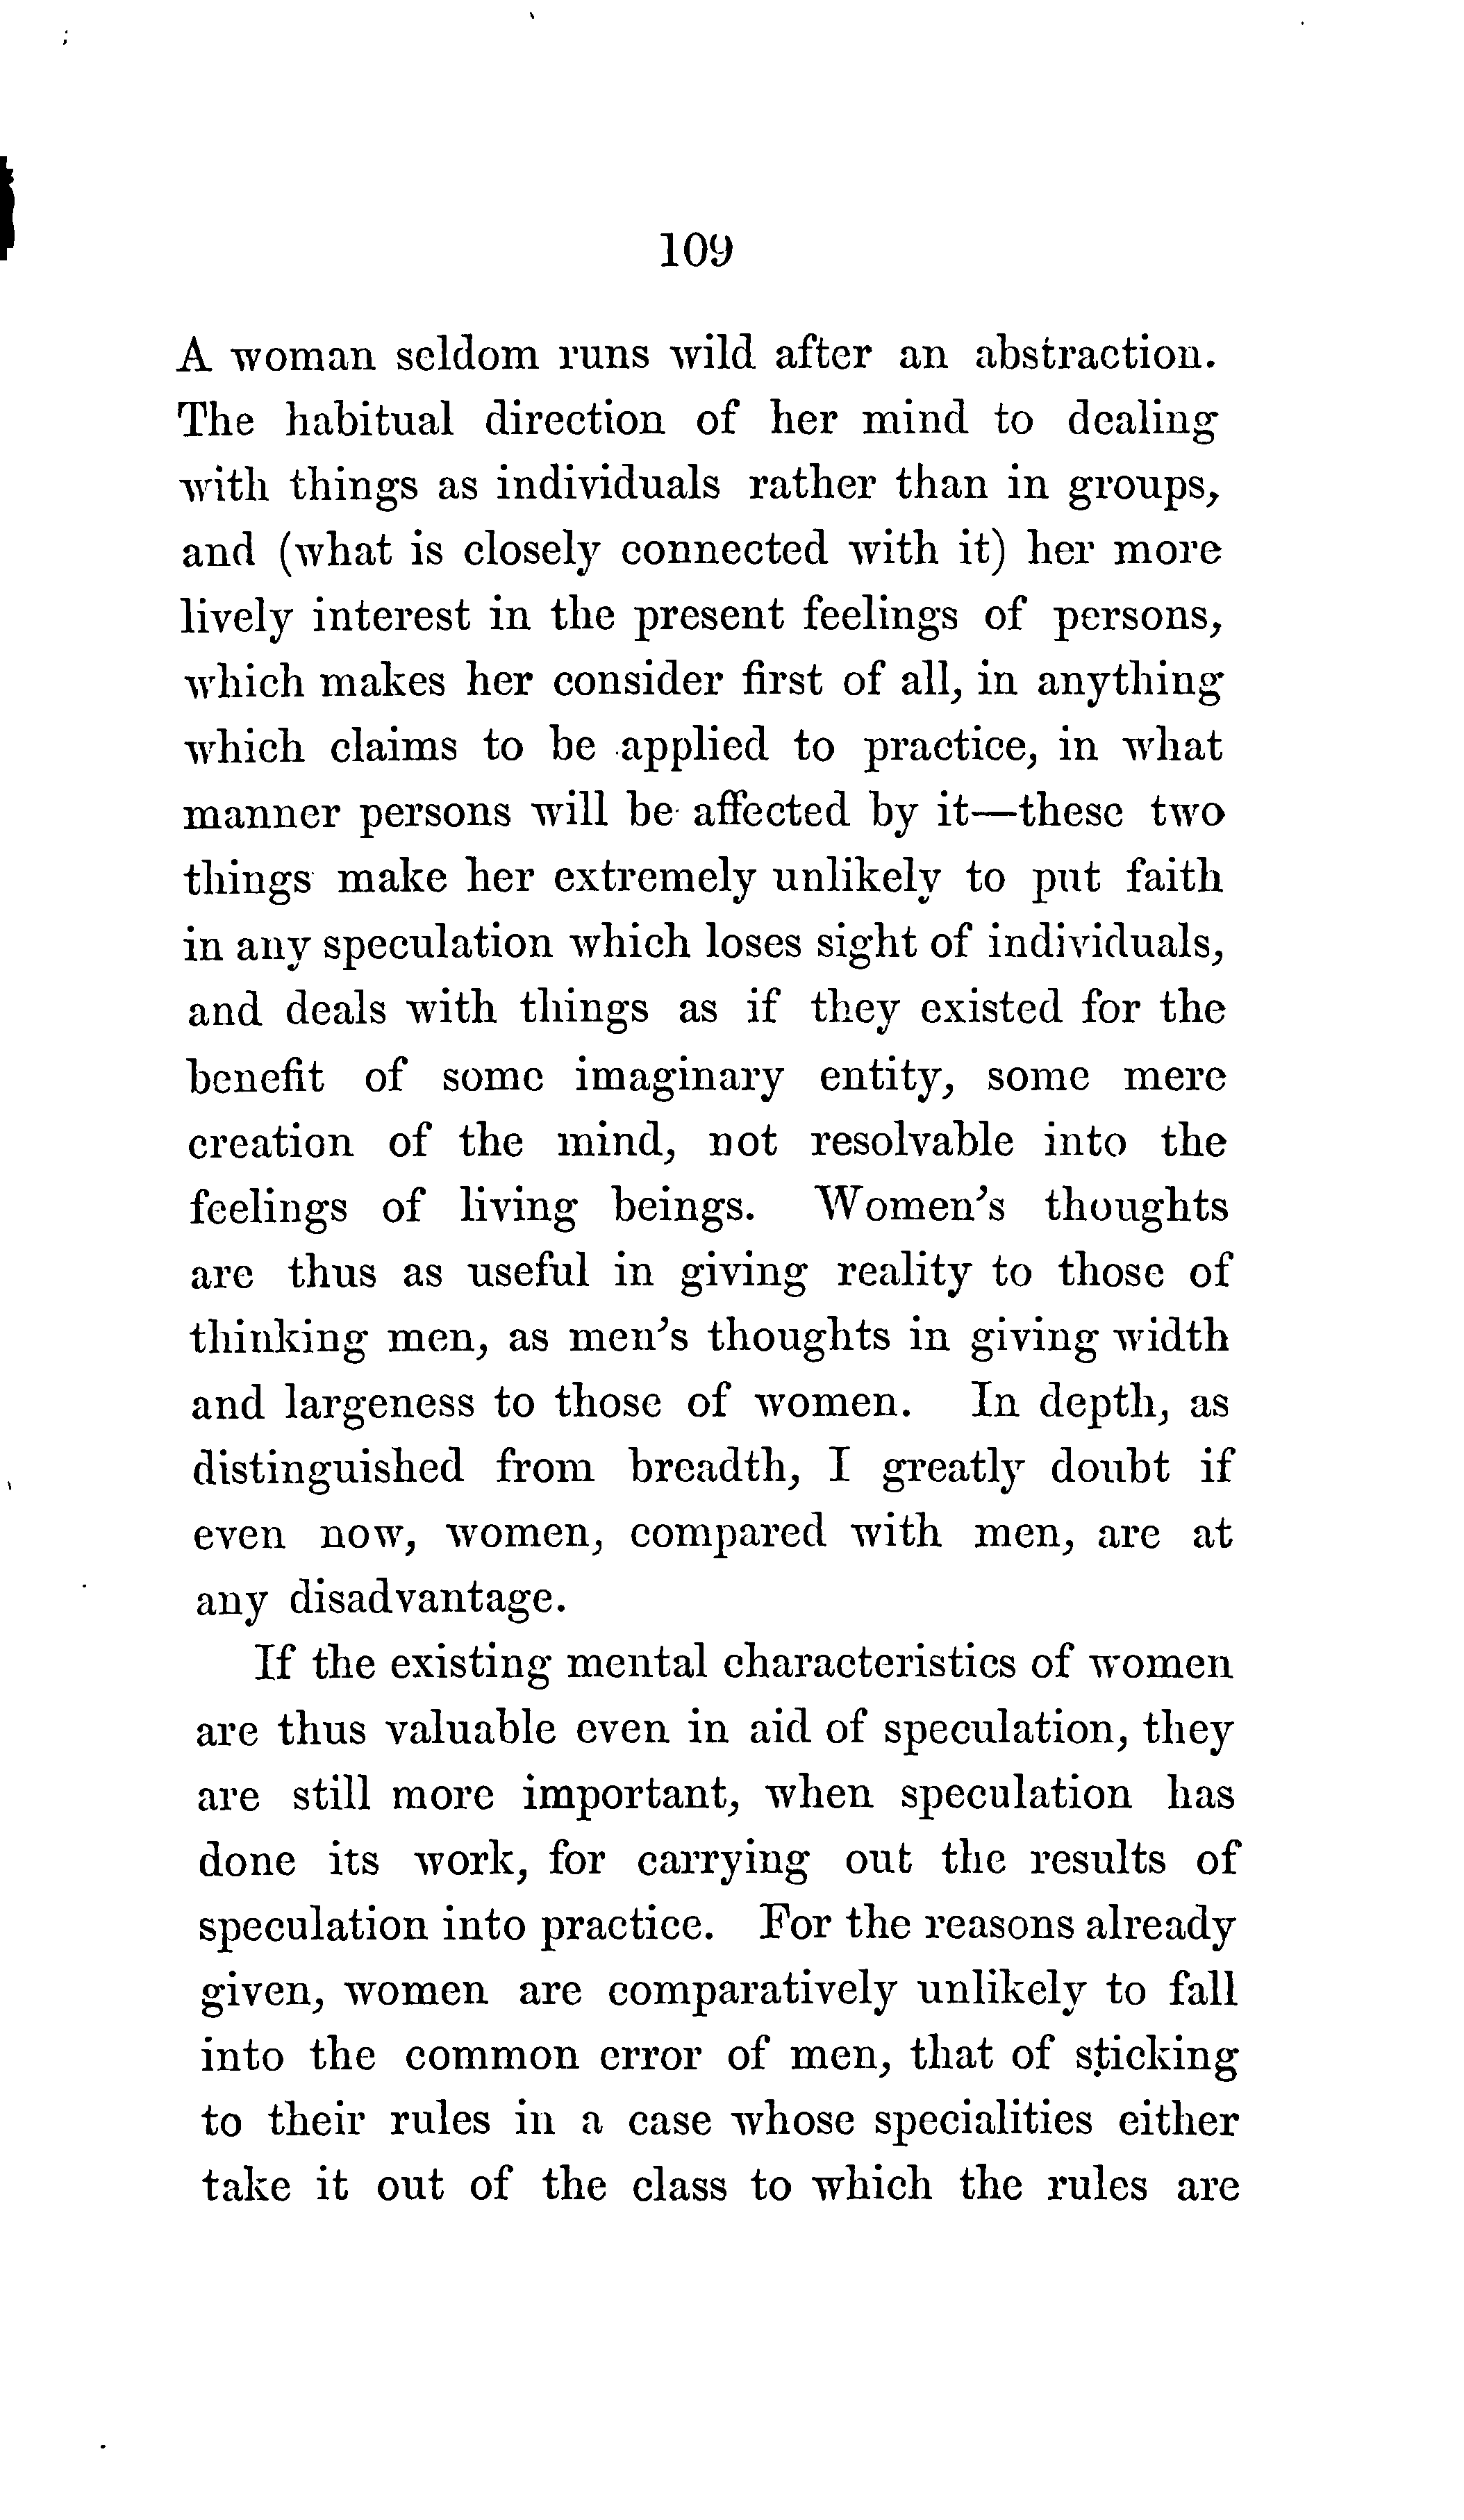 109
A woman seldom runs wild after an abstraction.
The habitual direction of her mind to dealing
with things as individuals rather than in groups,
and (what is closely connected with it) her more
lively interest in the present feelings of persons,
which makes her consider first of all, in anything
which claims to be applied to practice, in what
manner persons will be affected by it—these two
things make her extremely unlikely to put faith
in any speculation which loses sight of individuals,
and deals with things as if they existed for the
benefit of some imaginary entity, some mere
creation of the mind, not resolvable into the
feelings of living beings. Women's thoughts
are thus as useful in giving reality to those of
thinking men, as men's thoughts in giving width
and largeness to those of women. In depth, as
distinguished from breadth, I greatly doubt if
even now, women, compared with men, are at
any disadvantage.
If the existing mental characteristics of women
are thus valuable even in aid of speculation, they
are still more important, when speculation has
done its work, for carrying out the results of
speculation into practice. For the reasons already
given, women are comparatively unlikely to fall
into the common error of men, that of sticking
to their rules in a case whose specialities either
take it out of the class to which the rules are